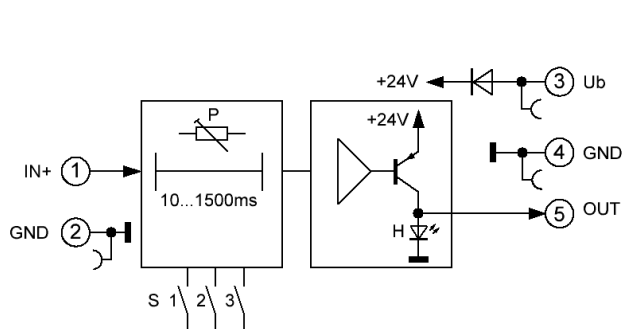 +24V
3 Ub
P
+24V
4 GND
IN+ 1
10...1500ms
5 OUT
GND 2
H
S 1 2 3